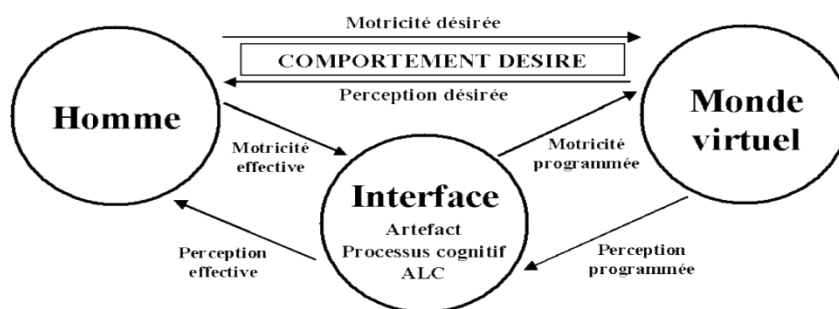 Motricité désirée
COMPORTEMENT DESIRE
Perception désirée
Homme
Monde
virtuel
Motricité
effective
Motricité
programmée
Interface
Artefact
Processus cognitif
ALC
Perception
effective
Perception
programmée